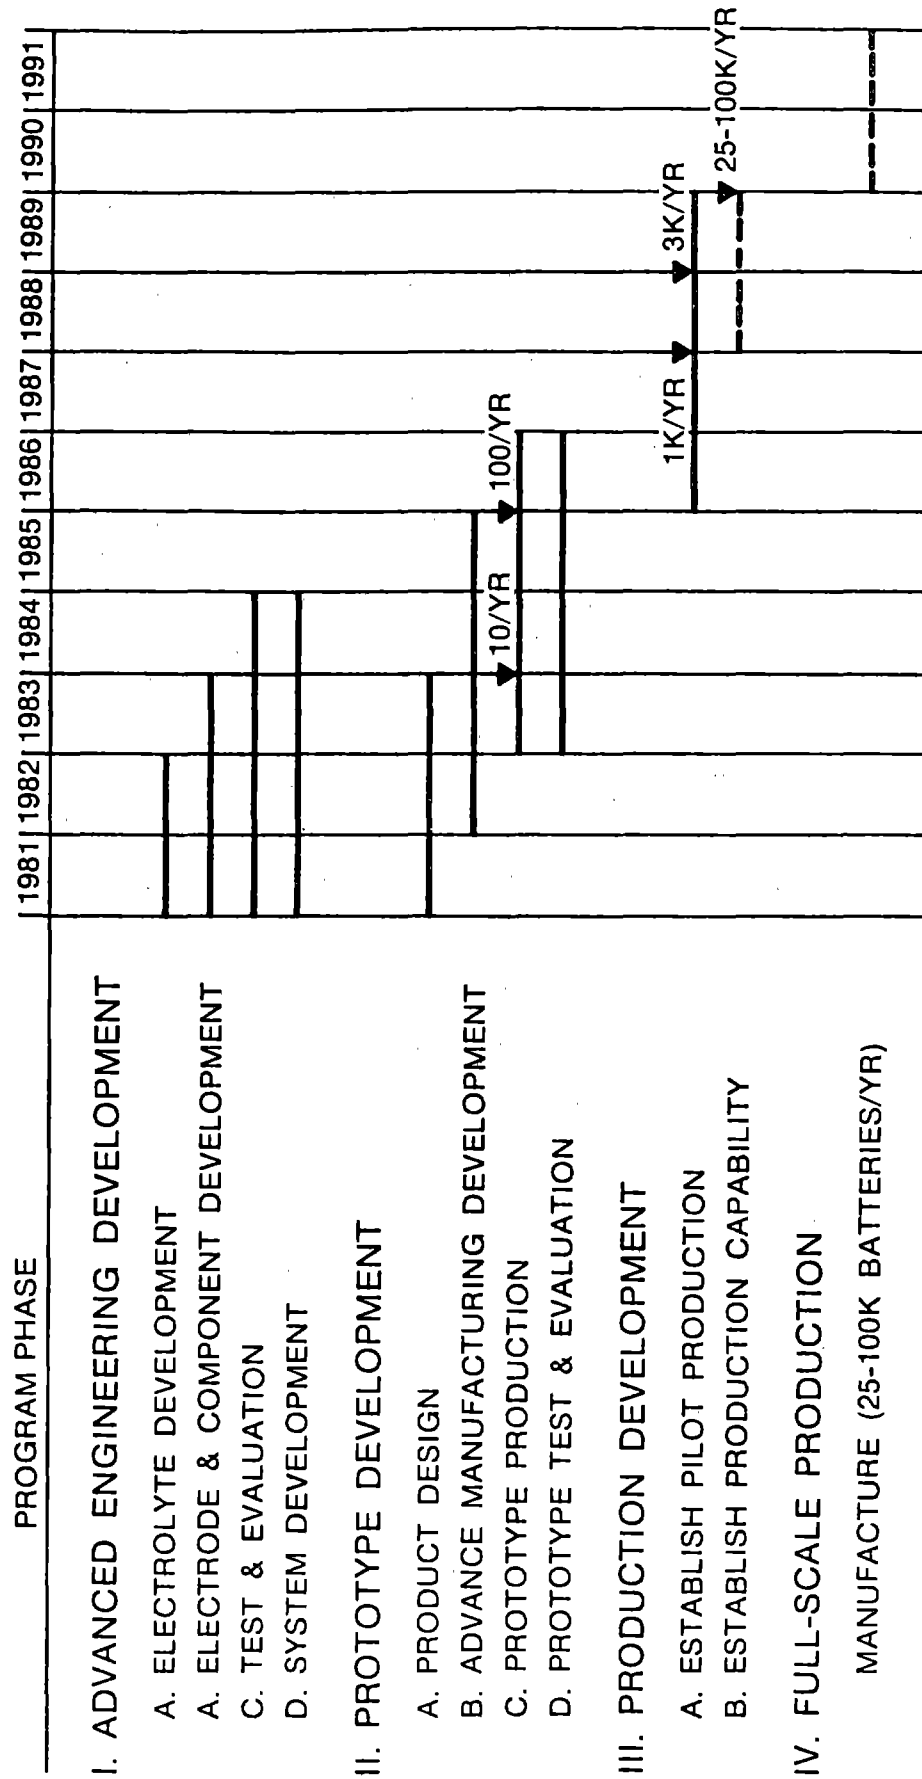 PROGRAM PHASE
|1981|1982|1983|1984|1985|1986|1987|1988|1989|1990|1991|
I. ADVANCED ENGINEERING DEVELOPMENT
A. ELECTROLYTE DEVELOPMENT
A. ELECTRODE & COMPONENT DEVELOPMENT
C. TEST & EVALUATION
D. SYSTEM DEVELOPMENT
II. PROTOTYPE DEVELOPMENT
A. PRODUCT DESIGN
B. ADVANCE MANUFACTURING DEVELOPMENT
10/YR 100/YR
C. PROTOTYPE PRODUCTION
D. PROTOTYPE TEST & EVALUATION
III. PRODUCTION DEVELOPMENT
1K/YR 3K/YR
A. ESTABLISH PILOT PRODUCTION
25-100K/YR
B. ESTABLISH PRODUCTION CAPABILITY
IV. FULL-SCALE PRODUCTION
MANUFACTURE (25-100K BATTERIES/YR)